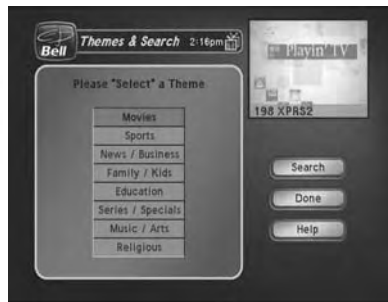 Bell
Themes & Search 2:16pm
Playin' TV
198 XPRS2
Please "Select" a Theme
Movies
Sports
News / Business
Family / Kids
Education
Series / Specials
Music / Arts
Religious
Search
Done
Help